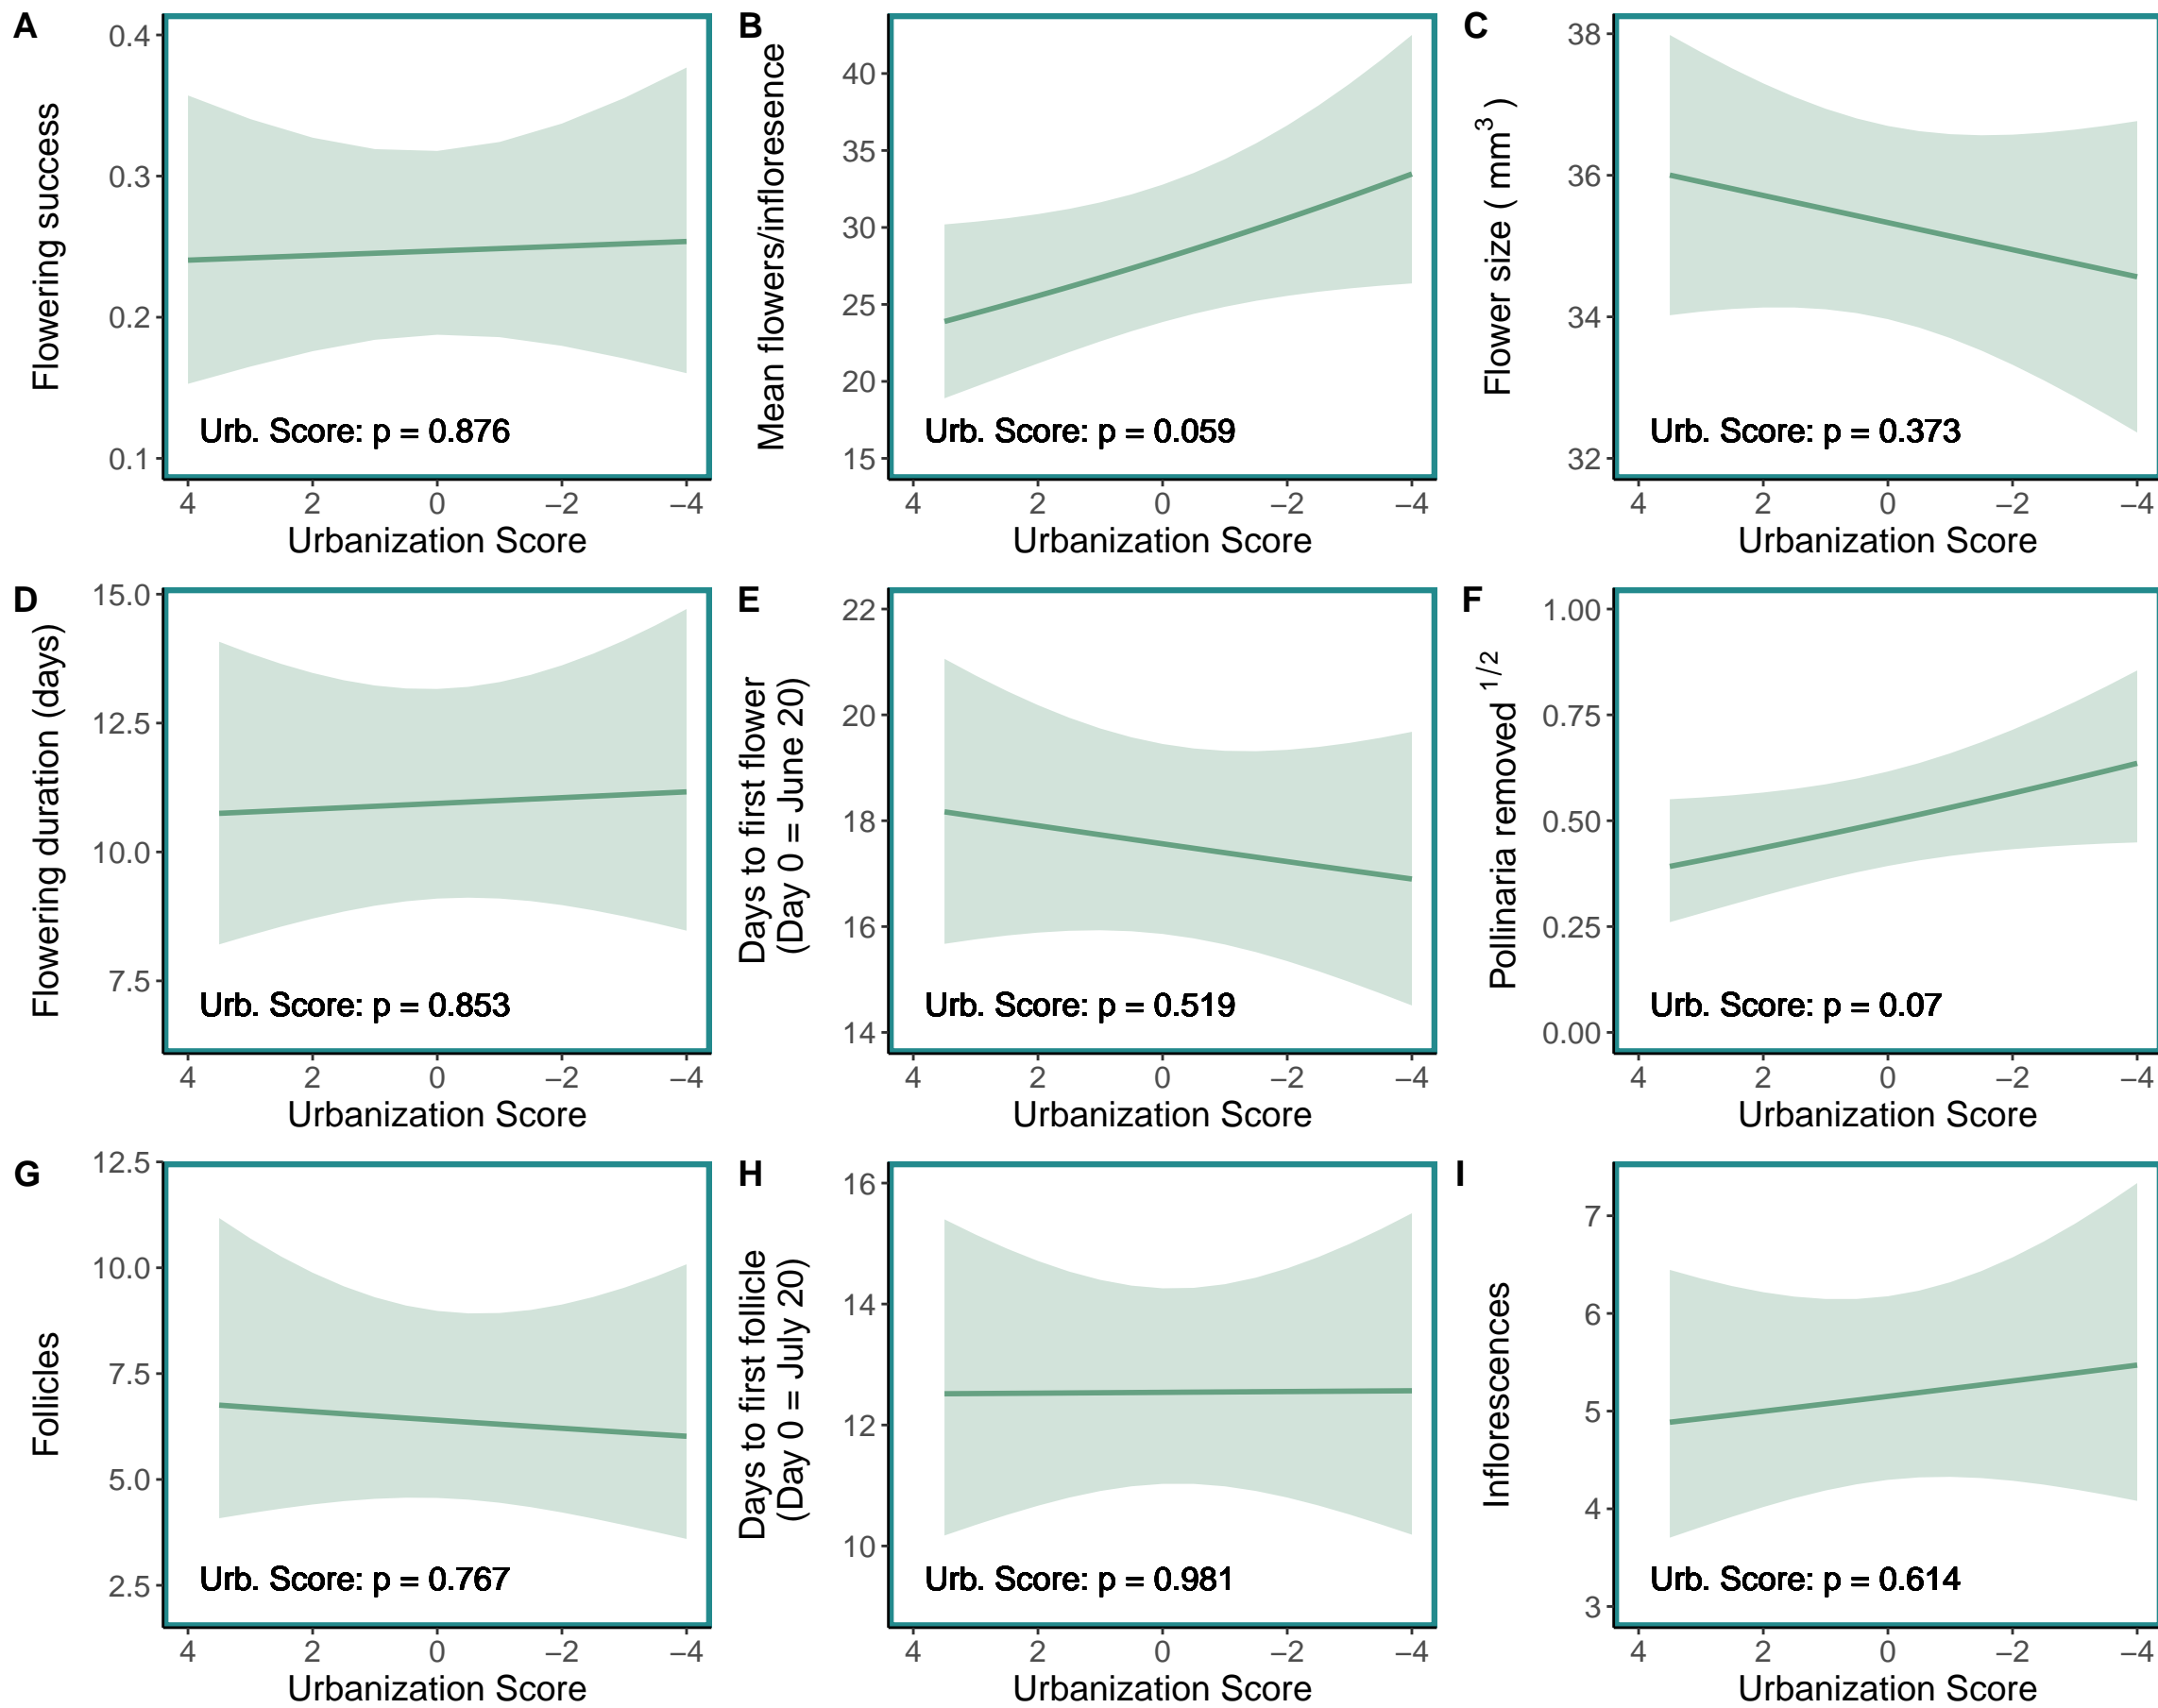 A
Flowering success
0.4
0.3
0.2
0.1
Urb. Score: p = 0.876
4 2 0 −2 −4
Urbanization Score
B
Mean flowers/infloresence
40
35
30
25
20
15
Urb. Score: p = 0.059
4 2 0 −2 −4
Urbanization Score
C
Flower size ( mm³ )
38
36
34
32
Urb. Score: p = 0.373
4 2 0 −2 −4
Urbanization Score
D
Flowering duration (days)
15.0
12.5
10.0
7.5
Urb. Score: p = 0.853
4 2 0 −2 −4
Urbanization Score
E
Days to first flower
(Day 0 = June 20)
22
20
18
16
14
Urb. Score: p = 0.519
4 2 0 −2 −4
Urbanization Score
F
Pollinaria removed 1/2
1.00
0.75
0.50
0.25
0.00
Urb. Score: p = 0.07
4 2 0 −2 −4
Urbanization Score
G
Follicles
12.5
10.0
7.5
5.0
2.5
Urb. Score: p = 0.767
4 2 0 −2 −4
Urbanization Score
H
Days to first follicle
(Day 0 = July 20)
16
14
12
10
Urb. Score: p = 0.981
4 2 0 −2 −4
Urbanization Score
I
Inflorescences
7
6
5
4
3
Urb. Score: p = 0.614
4 2 0 −2 −4
Urbanization Score